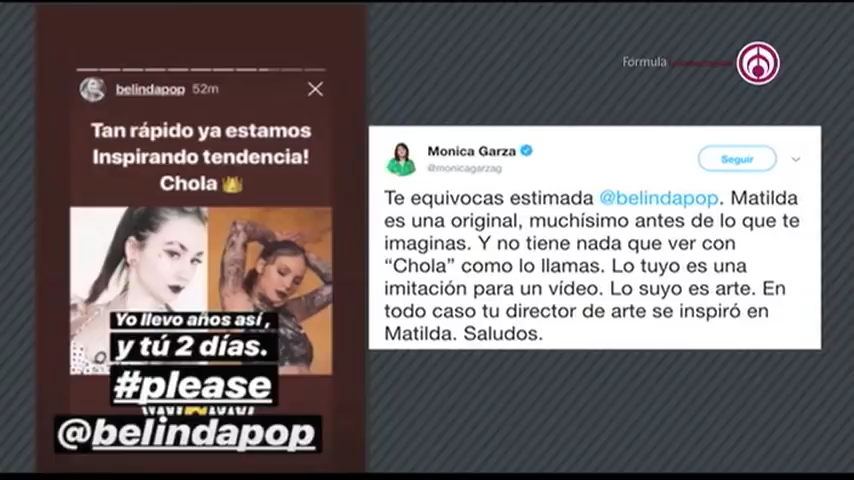 Fórmula
belindapop 52m
Tan rápido ya estamos
Inspirando tendencia!
Chola
Yo llevo años así,
y tú 2 días.
#please
@belindapop
Monica Garza
@monicagarzag
Seguir
Te equivocas estimada @belindapop. Matilda
es una original, muchísimo antes de lo que te
imaginas. Y no tiene nada que ver con
“Chola” como lo llamas. Lo tuyo es una
imitación para un vídeo. Lo suyo es arte. En
todo caso tu director de arte se inspiró en
Matilda. Saludos.